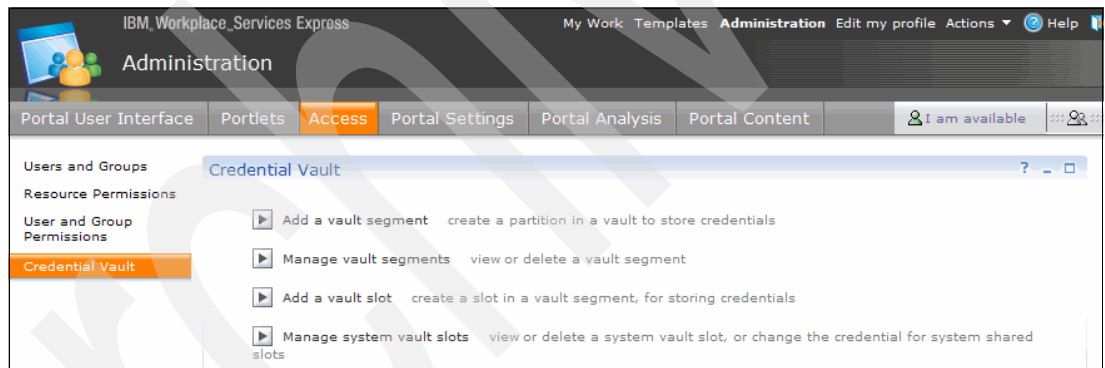 IBM Workplace Services Express
My Work Templates Administration Edit my profile Actions ▼ ? Help
Administration
Portal User Interface Portlets Access Portal Settings Portal Analysis Portal Content I am available
Users and Groups
Resource Permissions
User and Group
Permissions
Credential Vault
Credential Vault ?
Add a vault segment create a partition in a vault to store credentials
Manage vault segments view or delete a vault segment
Add a vault slot create a slot in a vault segment, for storing credentials
Manage system vault slots view or delete a system vault slot, or change the credential for system shared
slots